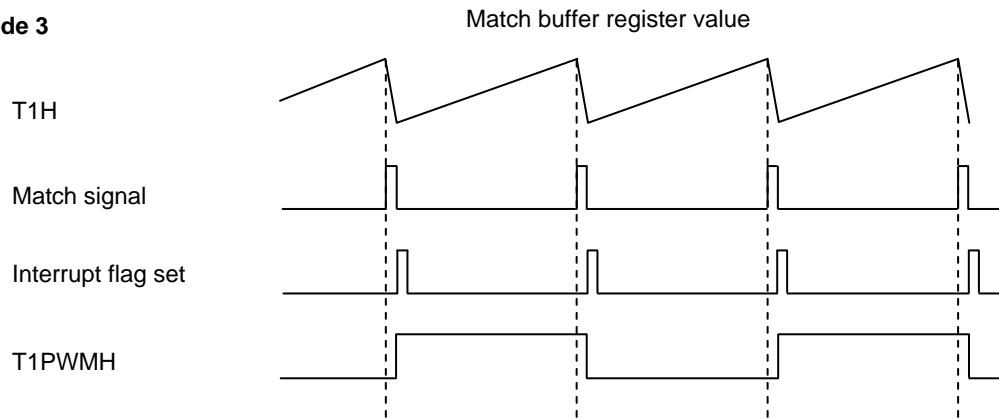 de 3
Match buffer register value
T1H
Match signal
Interrupt flag set
T1PWMH